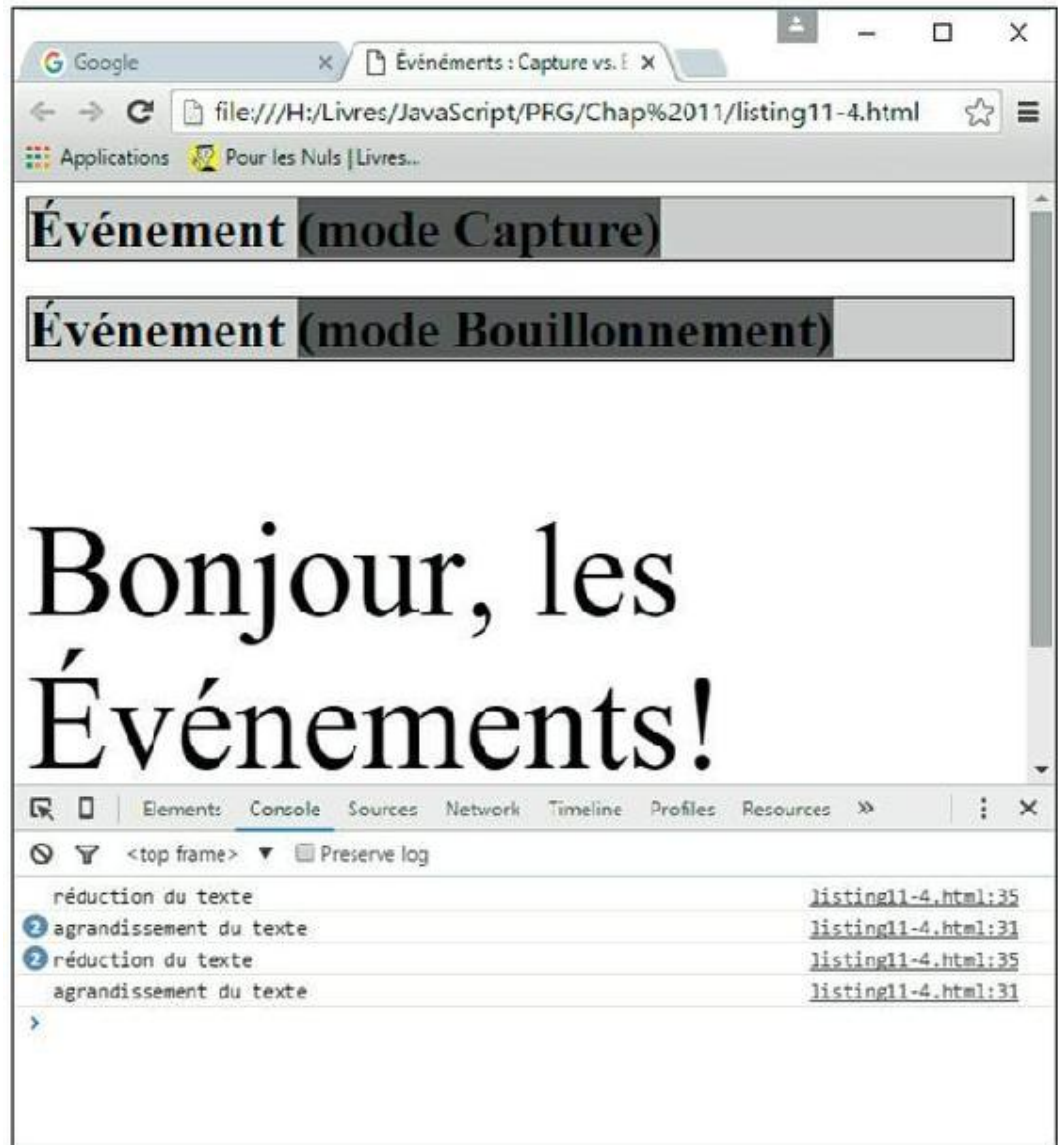 Google
Événéments : Capture vs.
file:///H:/Livres/JavaScript/PRG/Chap%2011/listing11-4.html
Applications Pour les Nuls | Livres...
Événement (mode Capture)
Événement (mode Bouillonnement)
Bonjour, les
Événements!
Elements Console Sources Network Timeline Profiles Resources »
<top frame> ▼ Preserve log
réduction du texte listing11-4.html:35
2 agrandissement du texte listing11-4.html:31
2 réduction du texte listing11-4.html:35
agrandissement du texte listing11-4.html:31